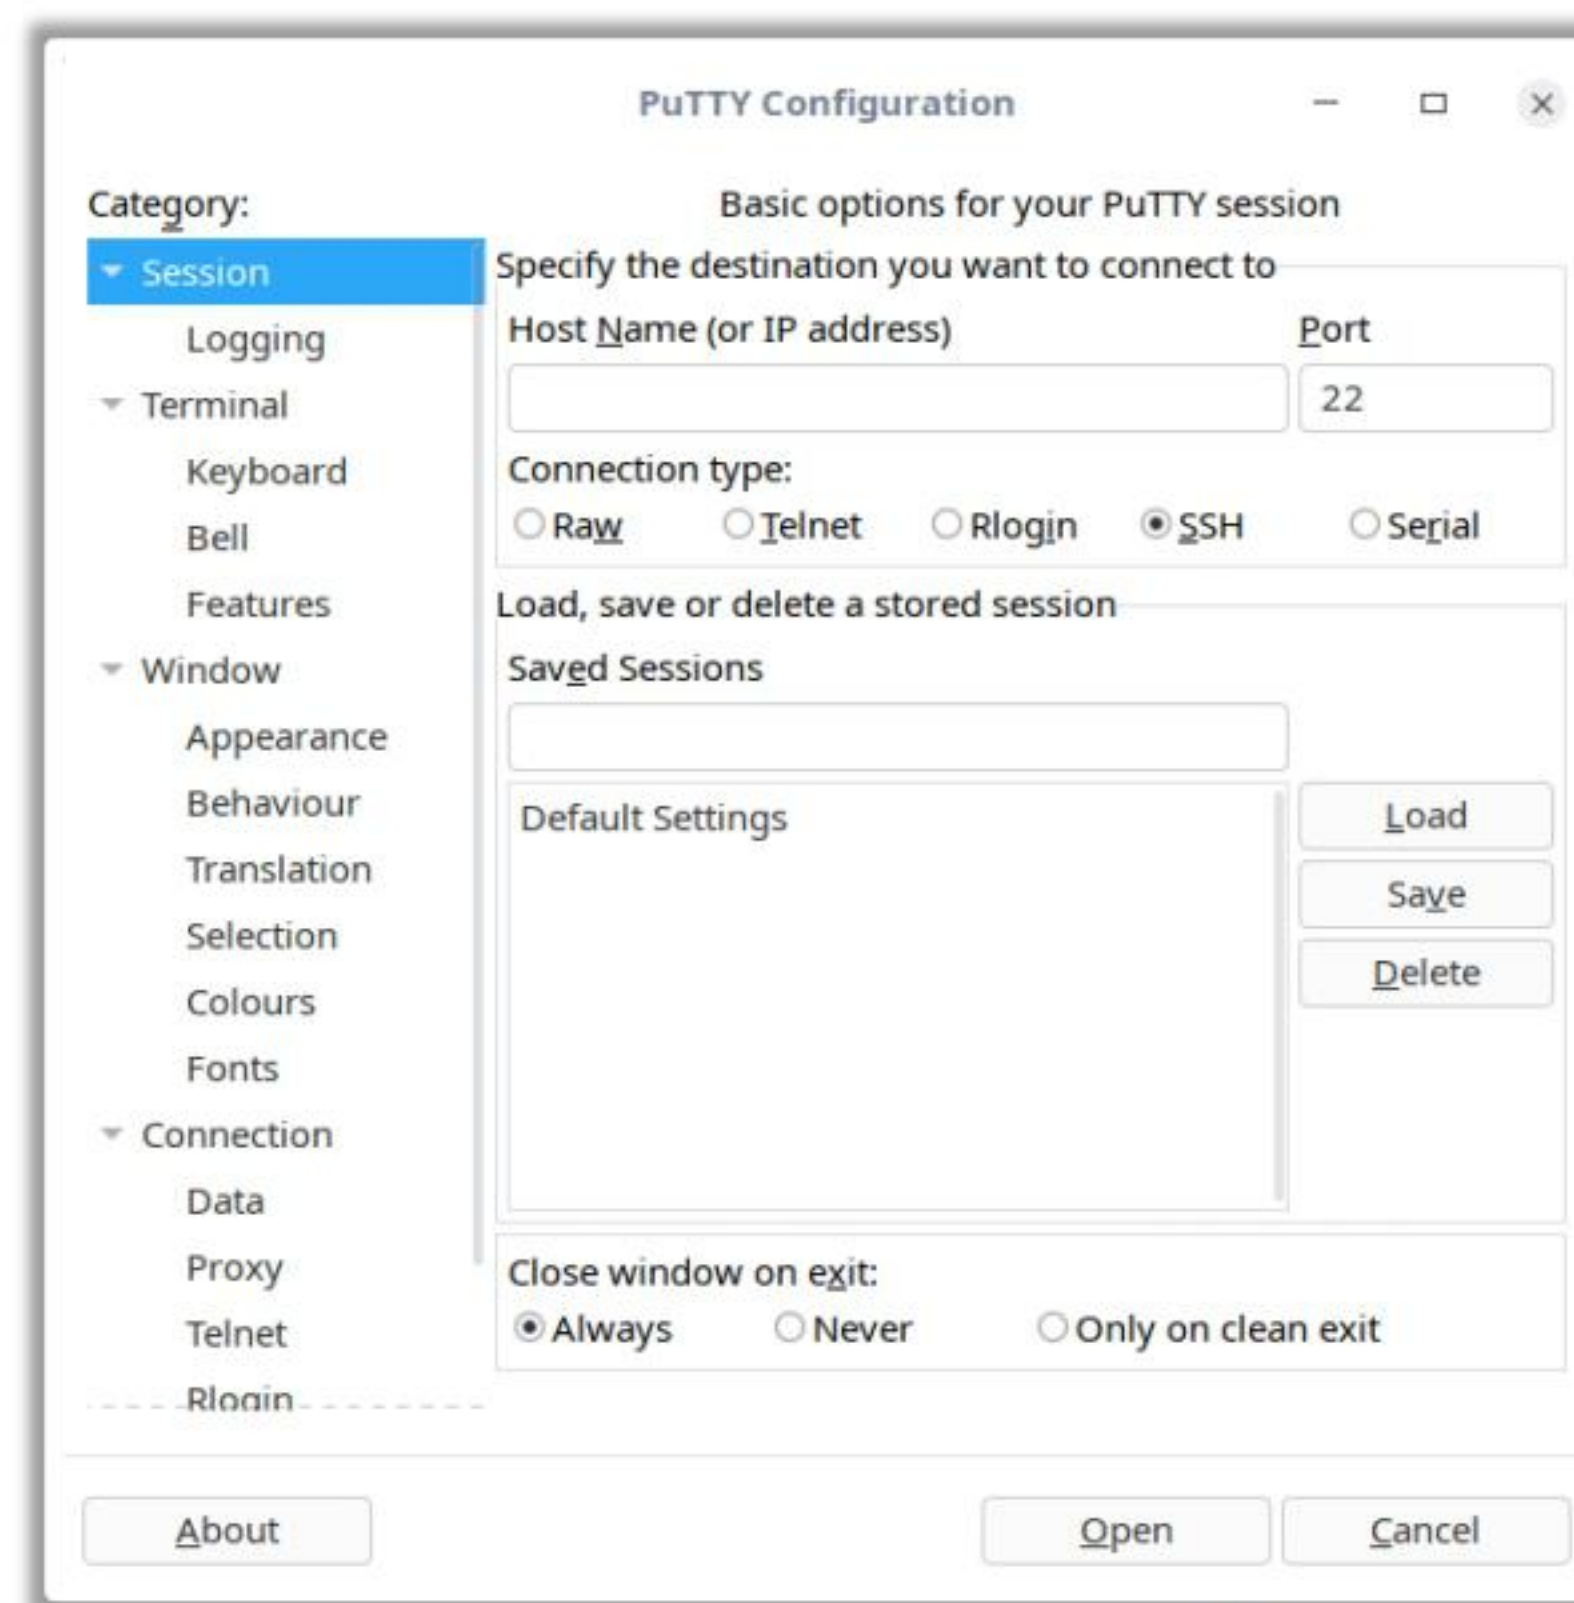 PuTTY Configuration
Category:
Session
Logging
Terminal
Keyboard
Bell
Features
Window
Appearance
Behaviour
Translation
Selection
Colours
Fonts
Connection
Data
Proxy
Telnet
Rlogin
Basic options for your PuTTY session
Specify the destination you want to connect to
Host Name (or IP address) Port
22
Connection type:
Raw Telnet Rlogin SSH Serial
Load, save or delete a stored session
Saved Sessions
Default Settings
Load
Save
Delete
Close window on exit:
Always Never Only on clean exit
About Open Cancel